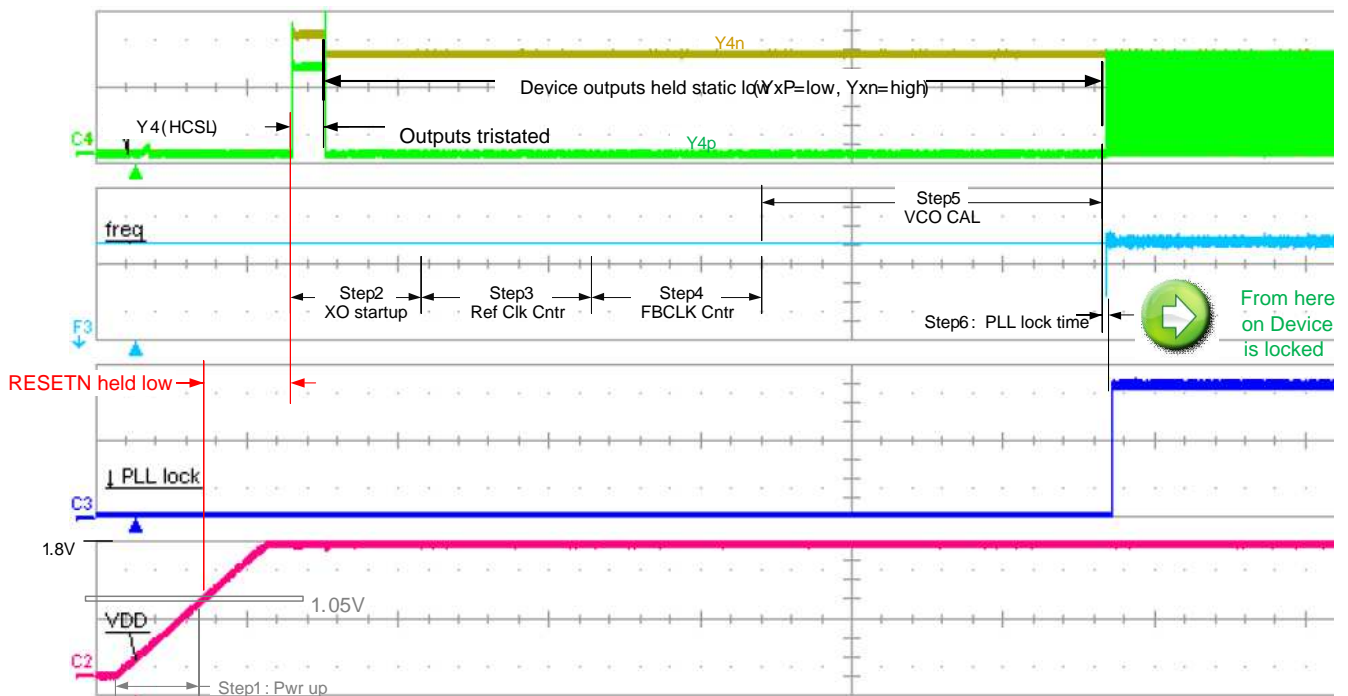 Y4n
Device outputs held static low(YxP=low, Yxn=high)
Y4(HCSL)
Outputs tristated
C4
Y4p
Step5
VCO CAL
freq
Step2
XO startup
Step3
Ref Clk Cntr
Step4
FBCLK Cntr
Step6: PLL lock time
From here
on Device
is locked
F3
RESETN held low
↓ PLL lock
C3
1.8V
1.05V
VDD
C2
Step1: Pwr up